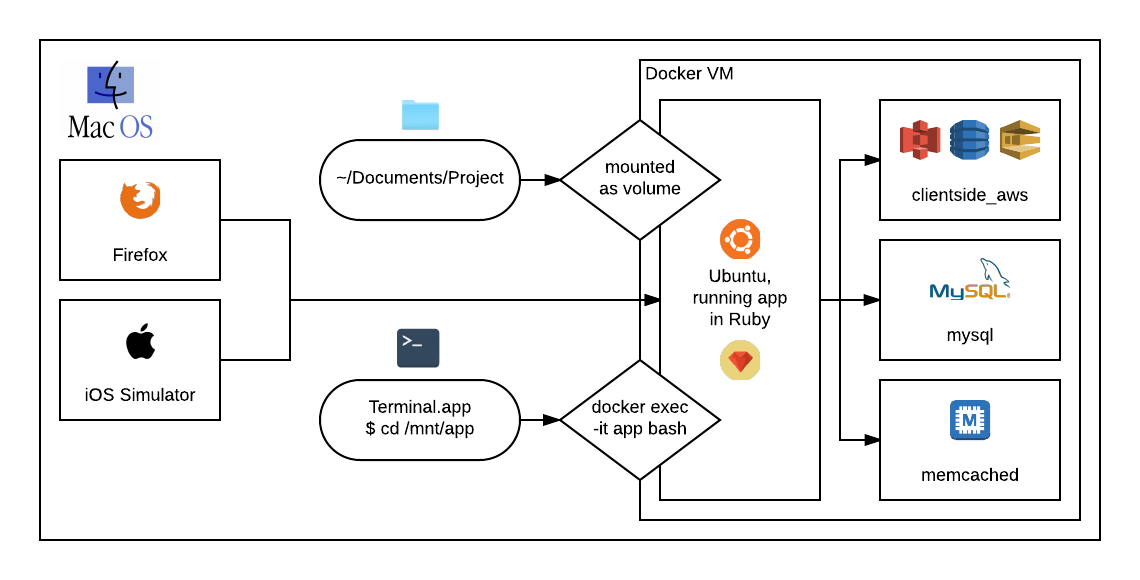 Mac OS
Docker VM
~/Documents/Project
mounted
as volume
clientside_aws
Firefox
Ubuntu,
running app
in Ruby
MySQL
mysql
>_
iOS Simulator
Terminal.app
$ cd /mnt/app
docker exec
-it app bash
M
memcached